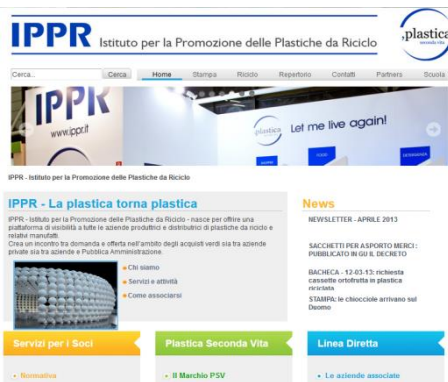 IPPR Istituto per la Promozione delle Plastiche da Riciclo
plastica
seconda vita
Cerca...
Cerca
Home Stampa Riciclo Repertorio Contatti Partners Scuola
IPPR
www.ippr.it
plastica
Let me live again!
IPPR - Istituto per la Promozione delle Plastiche da Riciclo
IPPR - La plastica torna plastica
IPPR - Istituto per la Promozione delle Plastiche da Riciclo - nasce per offrire una
piattaforma di visibilità a tutte le aziende produttrici e distributrici di plastiche da riciclo e
relativi manufatti.
Crea un incontro tra domanda e offerta nell'ambito degli acquisti verdi sia tra aziende
private sia tra aziende e Pubblica Amministrazione.
Chi siamo
Servizi e attività
Come associarsi
News
NEWSLETTER - APRILE 2013
SACCHETTI PER ASPORTO MERCI :
PUBBLICATO IN GU IL DECRETO
BACHECA - 12-03-13: richiesta
cassette ortofrutta in plastica
riciclata
STAMPA: le chiocciole arrivano sul
Duomo
Servizi per i Soci
Plastica Seconda Vita
Linea Diretta
Normativa
Il Marchio PSV
Le aziende associate